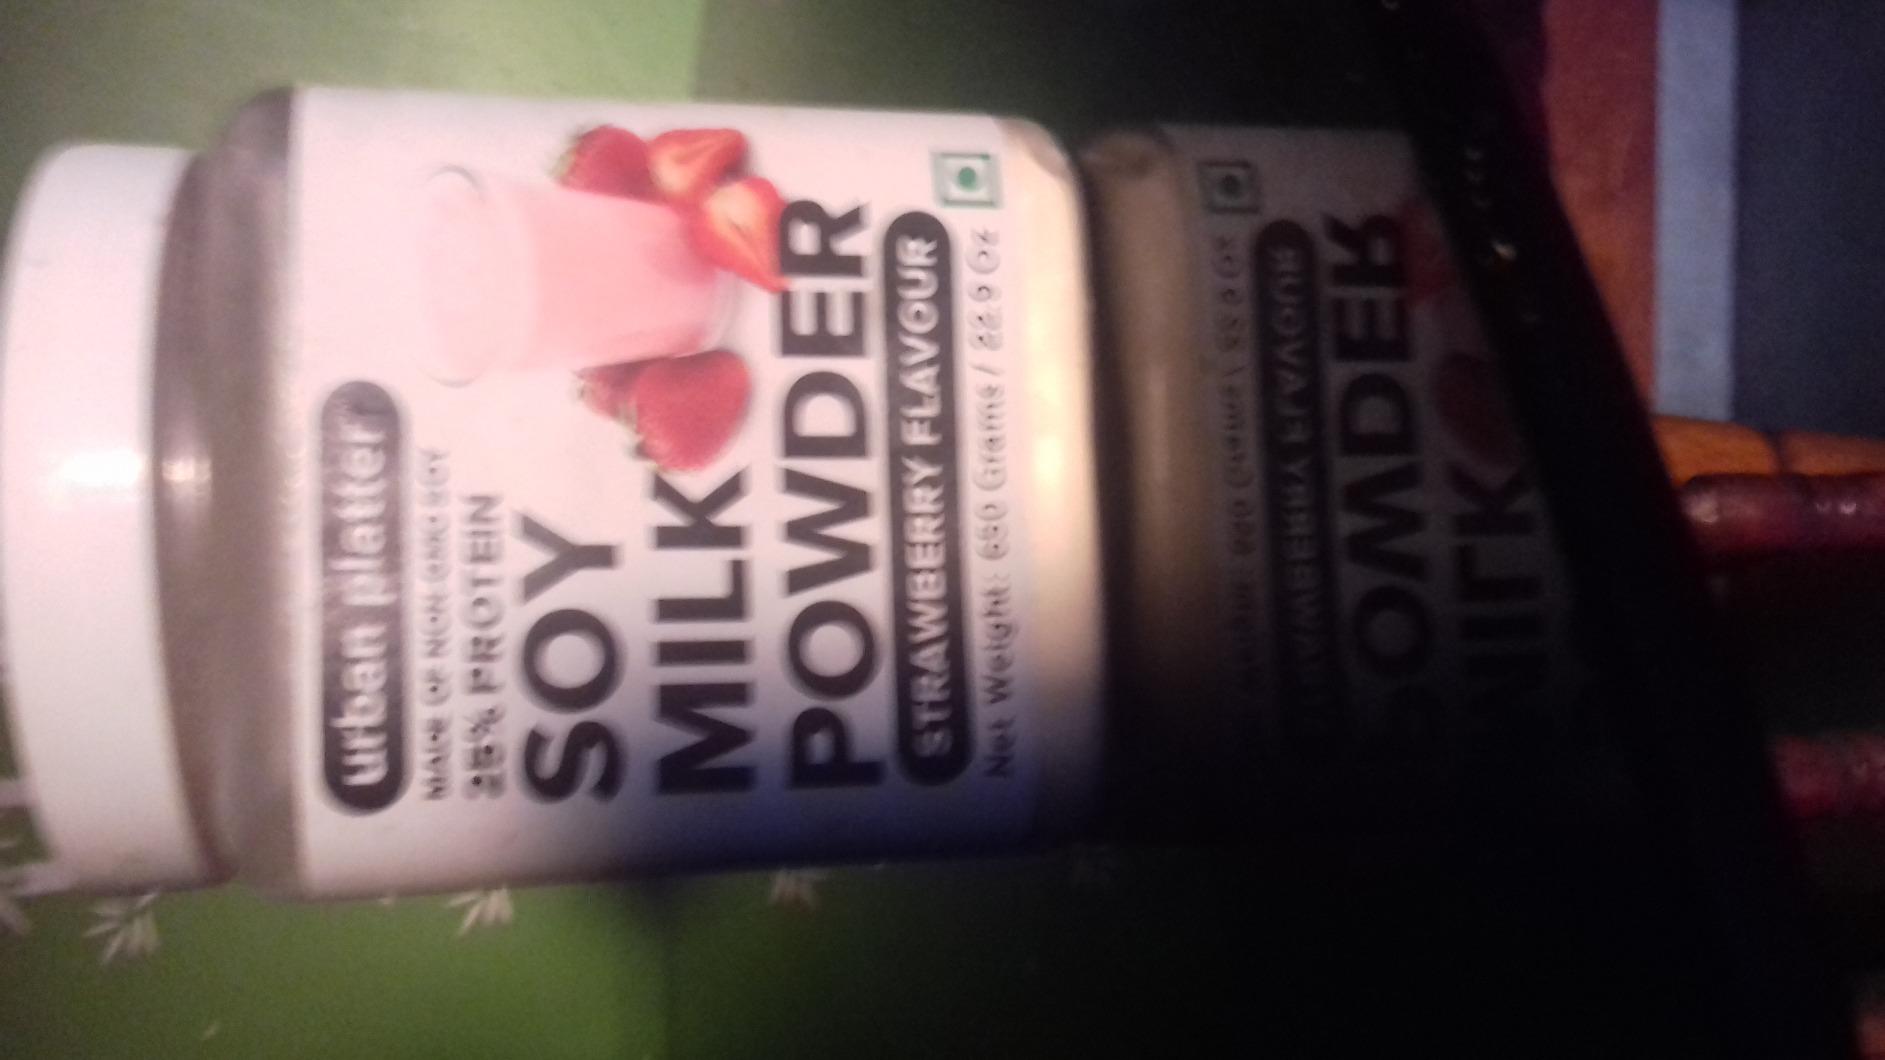 urban platter
MADE OF NON-GMO SOY
25% PROTEIN
SOY
MILK
POWDER
STRAWBERRY FLAVOUR
Net Weight: 650 Grams / 22.9 Oz